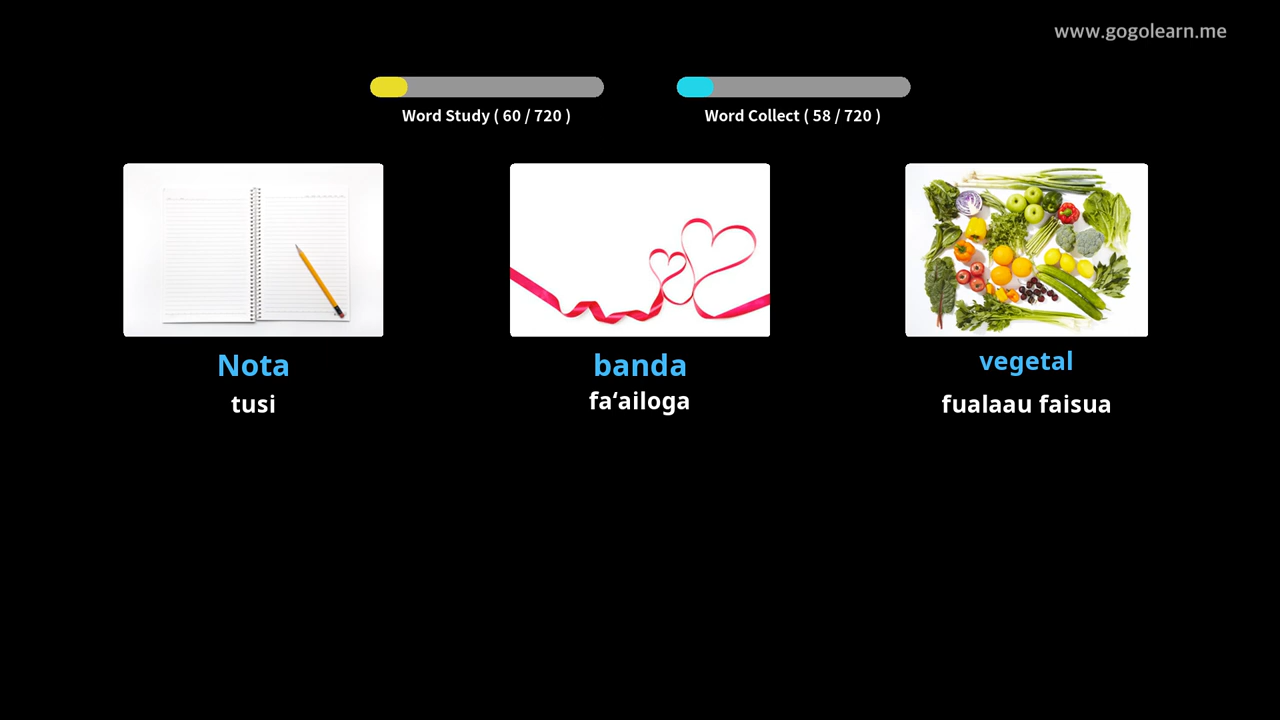 www.gogolearn.me
Word Study ( 60 / 720 )
Word Collect ( 58 / 720 )
Nota
tusi
banda
fa‘ailoga
vegetal
fualaau faisua